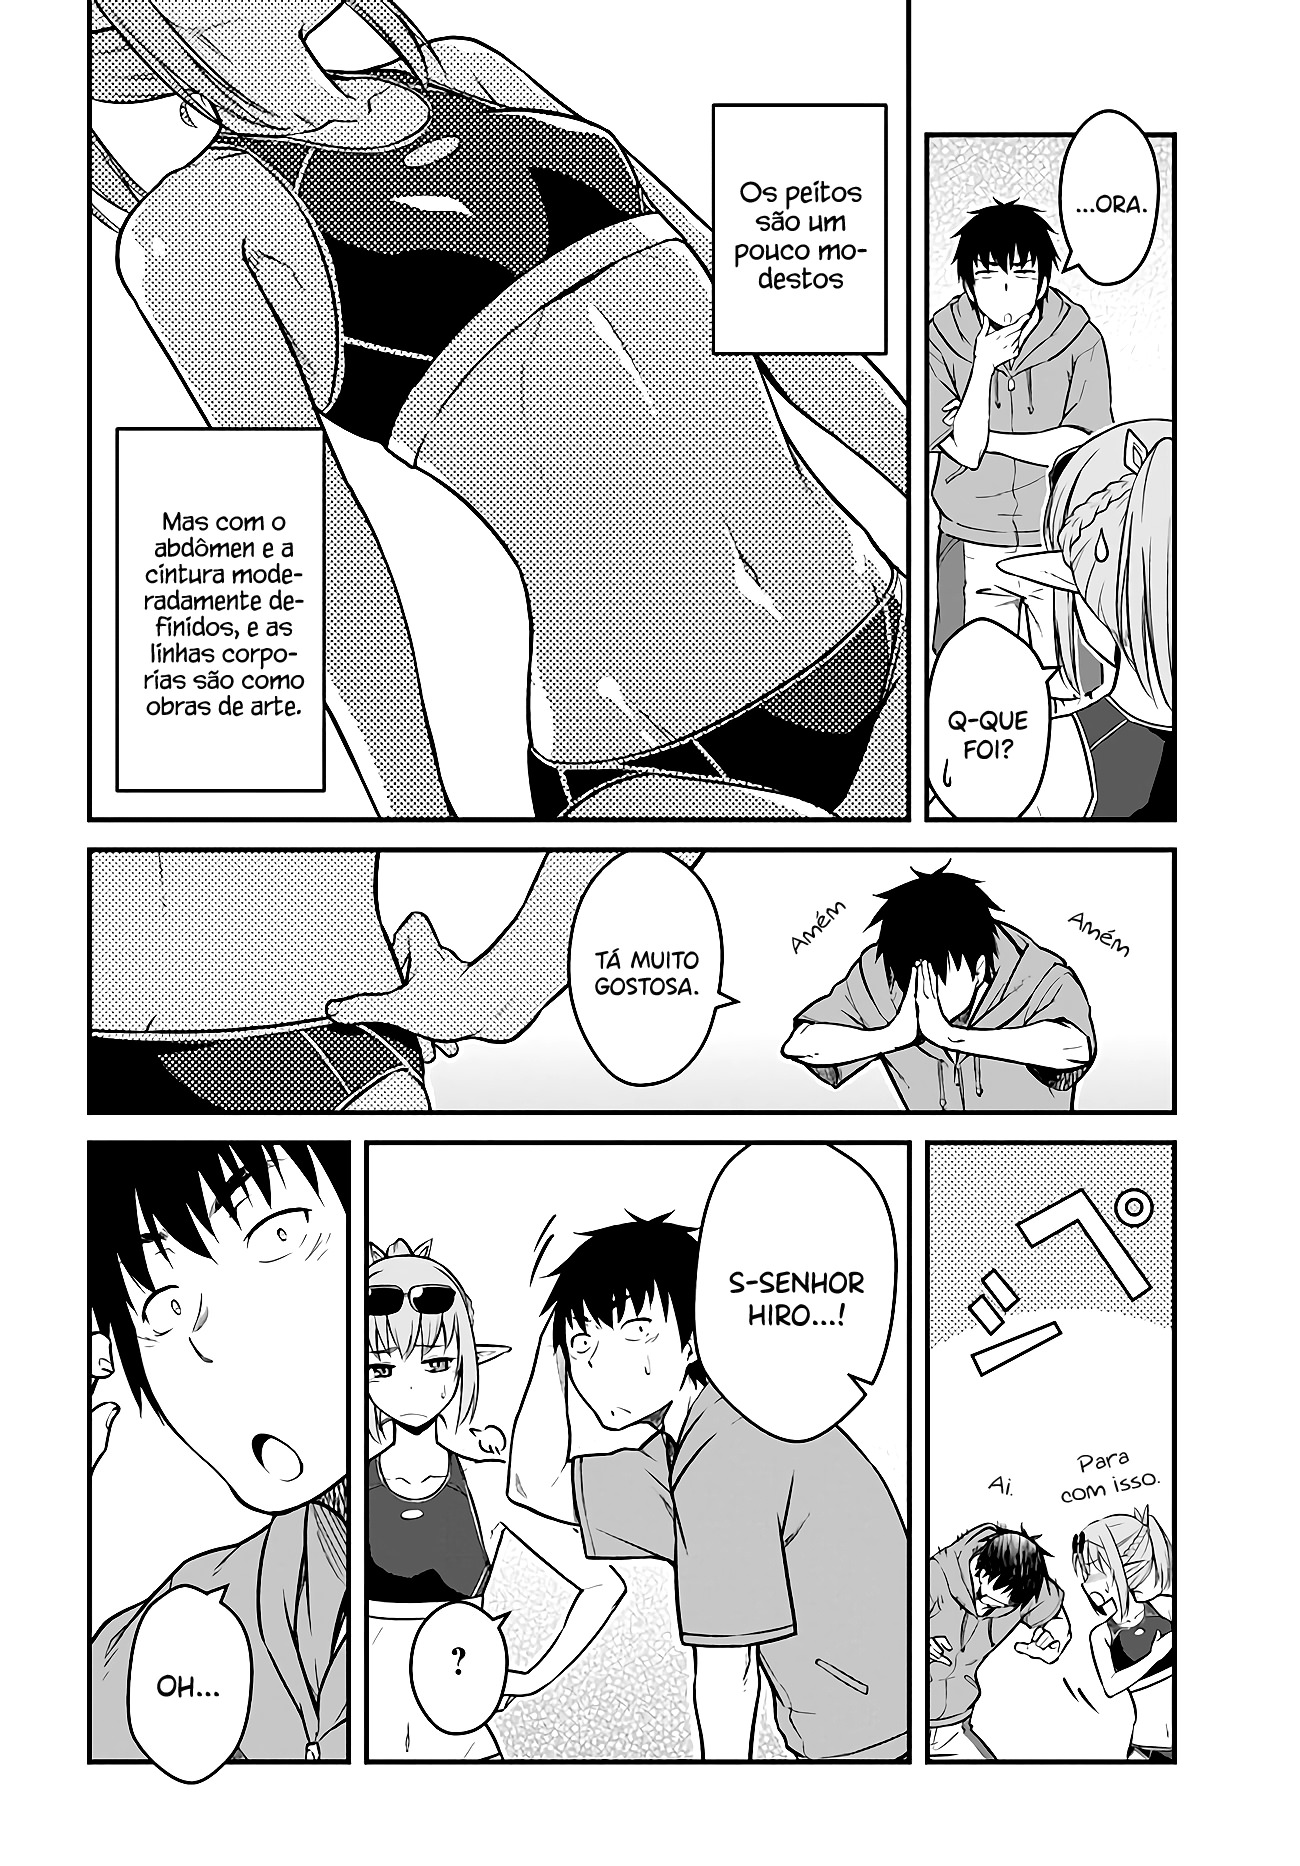 ...ORA.
Q-QUE
FOI?
Os peitos
são um
pouco mo-
destos
Mas com o
abdômen e a
cintura mode-
radamente de-
finidos, e as
linhas corpo-
rias são como
obras de arte.
Amém
Amém
TÁ MUITO
GOSTOSA.
ペシ
Para
com isso.
Ai.
S-SENHOR
HIRO...!
?
OH...